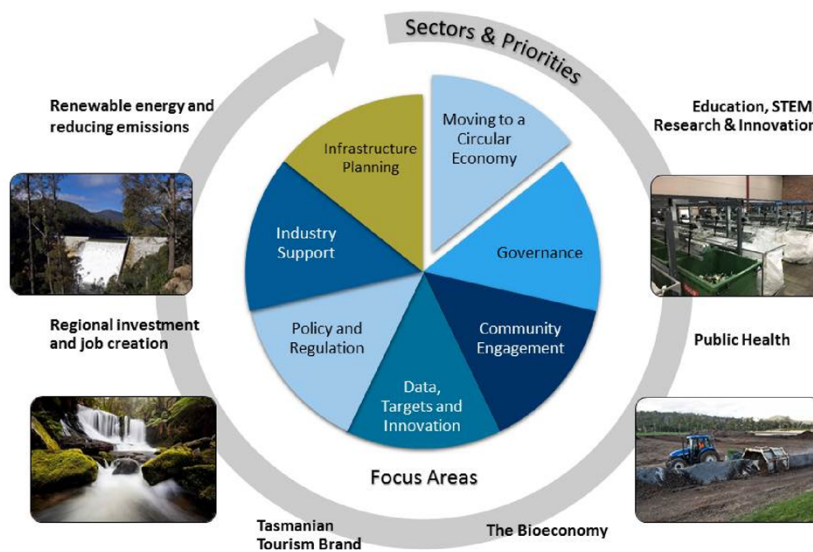 Sectors & Priorities
Renewable energy and
reducing emissions
Education, STEM
Research & Innovation
Infrastructure
Planning
Moving to a
Circular
Economy
Industry
Support
Governance
Regional investment
and job creation
Policy and
Regulation
Community
Engagement
Public Health
Data,
Targets and
Innovation
Focus Areas
Tasmanian
Tourism Brand
The Bioeconomy